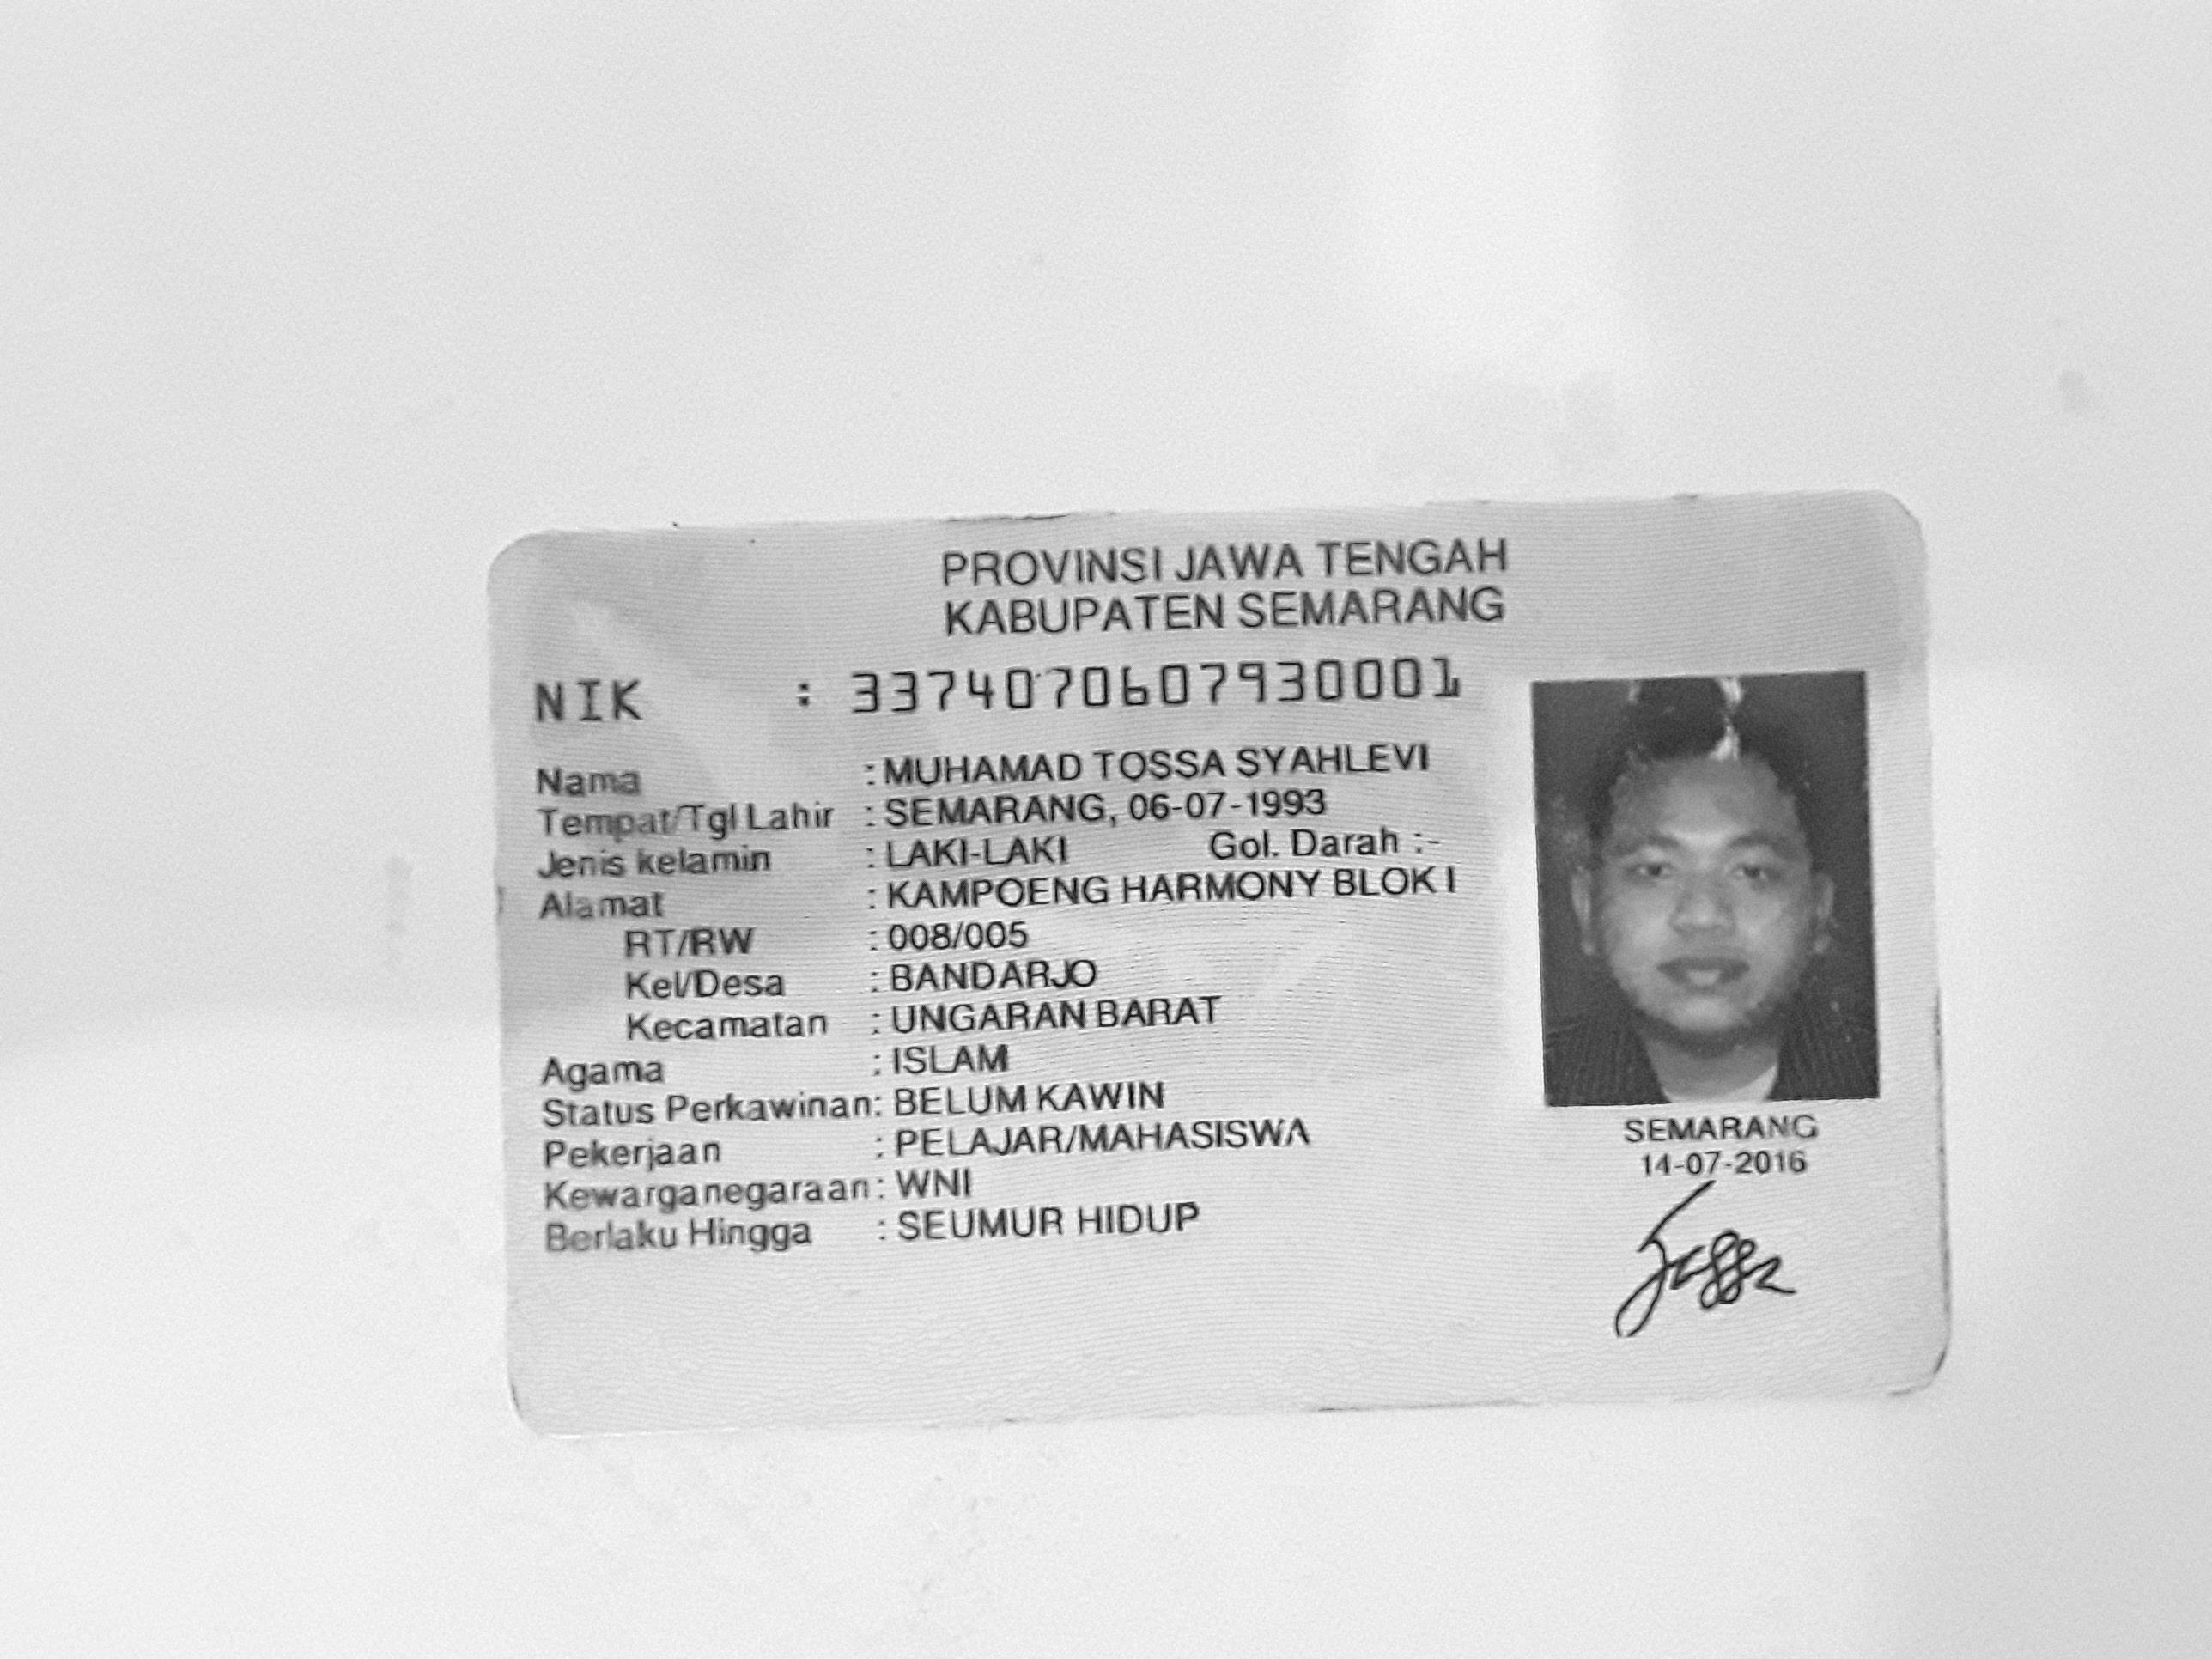 PROVINSI JAWA TENGAH
KABUPATEN SEMARANG
NIK : 3374070607930001
Nama : MUHAMAD TOSSA SYAHLEVI
Tempat/Tgl Lahir : SEMARANG, 06-07-1993
Jenis kelamin : LAKI-LAKI Gol. Darah :-
Alamat : KAMPOENG HARMONY BLOK I
RT/RW : 008/005
Kel/Desa : BANDARJO
Kecamatan : UNGARAN BARAT
Agama : ISLAM
Status Perkawinan: BELUM KAWIN
Pekerjaan : PELAJAR/MAHASISWA
Kewarganegaraan: WNI
Berlaku Hingga : SEUMUR HIDUP
SEMARANG
14-07-2016